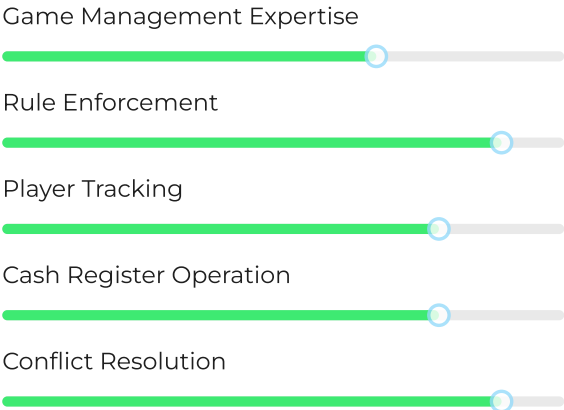 Game Management Expertise
Rule Enforcement
Player Tracking
Cash Register Operation
Conflict Resolution